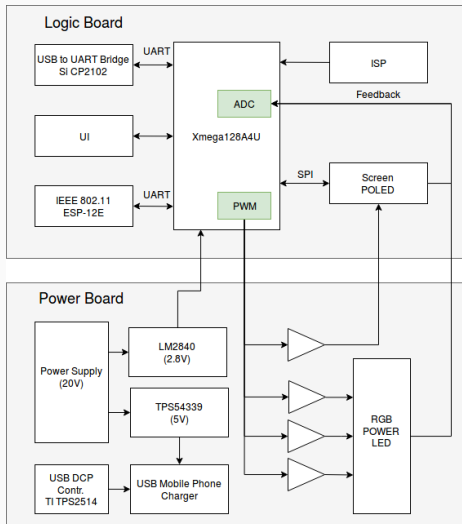 Logic Board
USB to UART Bridge
Si CP2102
UART
ISP
ADC
Feedback
Xmega128A4U
UI
SPI
Screen
POLED
IEEE 802.11
ESP-12E
UART
PWM
Power Board
Power Supply
(20V)
LM2840
(2.8V)
TPS54339
(5V)
RGB
POWER
LED
USB DCP
Contr.
TI TPS2514
USB Mobile Phone
Charger